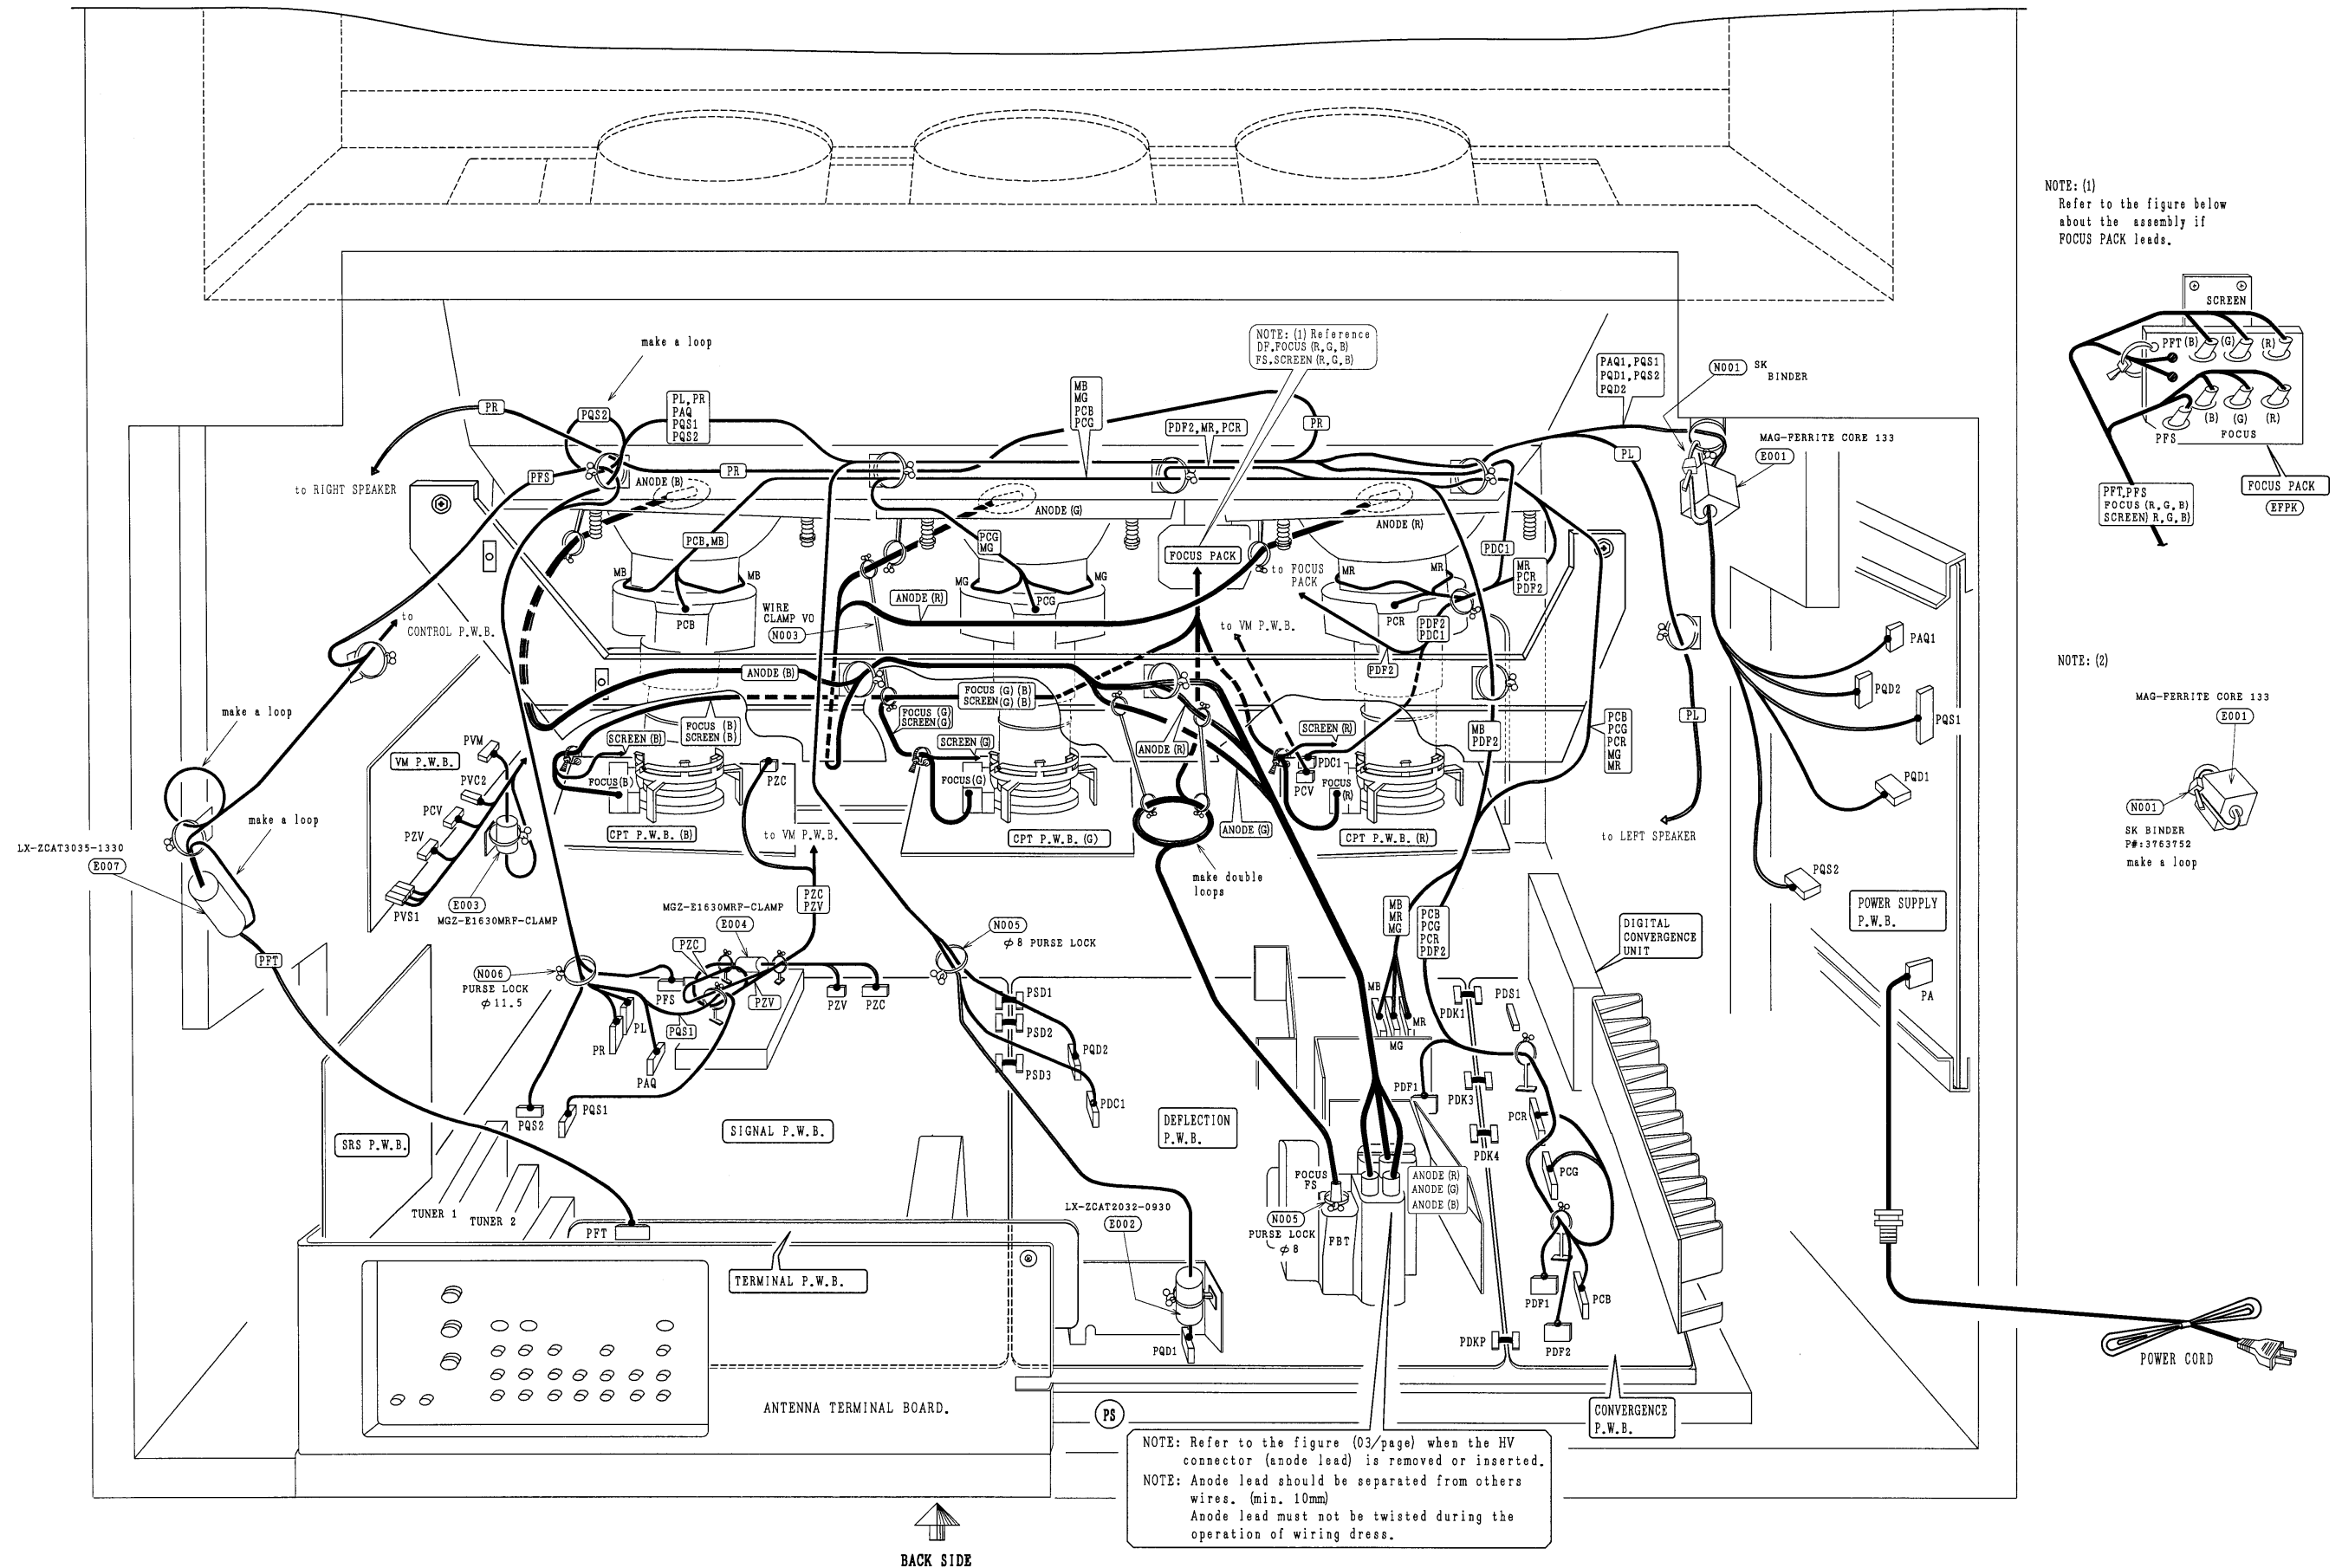 NOTE: (1)
Refer to the figure below
about the assembly if
FOCUS PACK leads.
SCREEN
PFT (B)
(G)
(R)
(B)
(G)
(R)
PFS
FOCUS
PFT,PFS
FOCUS (R,G,B)
SCREEN) R,G,B)
FOCUS PACK
EFPK
NOTE: (2)
MAG-FERRITE CORE 133
E001
N001
SK BINDER
P#:3763752
make a loop
make a loop
NOTE: (1) Reference
DF,FOCUS (R,G,B)
FS,SCREEN (R,G,B)
PAQ1,PQS1
PQD1,PQS2
PQD2
N001 SK
BINDER
MAG-FERRITE CORE 133
E001
PR
PQS2
PL,PR
PAQ
PQS1
PQS2
MB
MG
PCB
PCG
PDF2,MR,PCR
PR
PL
to RIGHT SPEAKER
PFS
PR
ANODE (B)
ANODE (G)
ANODE (R)
PCB,MB
PCG
MG
FOCUS PACK
PDC1
MR
PCR
PDF2
MB
MB
MG
MG
MR
MR
to FOCUS
PACK
PCB
PCG
PCR
WIRE
CLAMP VO
N003
ANODE (R)
to VM P.W.B.
PDF2
PDC1
PDF2
to
CONTROL P.W.B.
ANODE (B)
FOCUS (G) (B)
SCREEN(G) (B)
FOCUS (B)
SCREEN (B)
FOCUS (G)
SCREEN(G)
PAQ1
PQD2
PQS1
PQD1
PQS2
PL
to LEFT SPEAKER
make a loop
make a loop
LX-ZCAT3035-1330
E007
VM P.W.B.
PVM
PVC2
PCV
PZV
PVS1
E003
MGZ-E1630MRF-CLAMP
SCREEN (B)
FOCUS(B)
CPT P.W.B. (B)
PZC
to VM P.W.B.
SCREEN (G)
FOCUS(G)
CPT P.W.B. (G)
ANODE (R)
ANODE (G)
make double
loops
SCREEN (R)
PDC1
PCV
FOCUS
(R)
CPT P.W.B. (R)
MB
PDF2
PCB
PCG
PCR
MG
MR
PZC
PZV
MGZ-E1630MRF-CLAMP
E004
PZC
PZV
PZV
PZC
N005
φ8 PURSE LOCK
N006
PURSE LOCK
φ11.5
PFT
PFS
PQS1
PL
PR
PAQ
PQS2
PQS1
PSD1
PSD2
PSD3
PQD2
PDC1
MB
MR
MG
PCB
PCG
PCR
PDF2
MB
MR
MG
PDS1
PDK1
PDF1
PDK3
PDK4
PCR
PCG
DIGITAL
CONVERGENCE
UNIT
POWER SUPPLY
P.W.B.
PA
SRS P.W.B.
SIGNAL P.W.B.
DEFLECTION
P.W.B.
TUNER 1
TUNER 2
PFT
LX-ZCAT2032-0930
E002
PQD1
FOCUS
FS
N005
PURSE LOCK
φ8
FBT
ANODE (R)
ANODE (G)
ANODE (B)
PDF1
PCB
PDKP
PDF2
TERMINAL P.W.B.
ANTENNA TERMINAL BOARD.
CONVERGENCE
P.W.B.
POWER CORD
PS
NOTE: Refer to the figure (03/page) when the HV
connector (anode lead) is removed or inserted.
NOTE: Anode lead should be separated from others
wires. (min. 10mm)
Anode lead must not be twisted during the
operation of wiring dress.
BACK SIDE